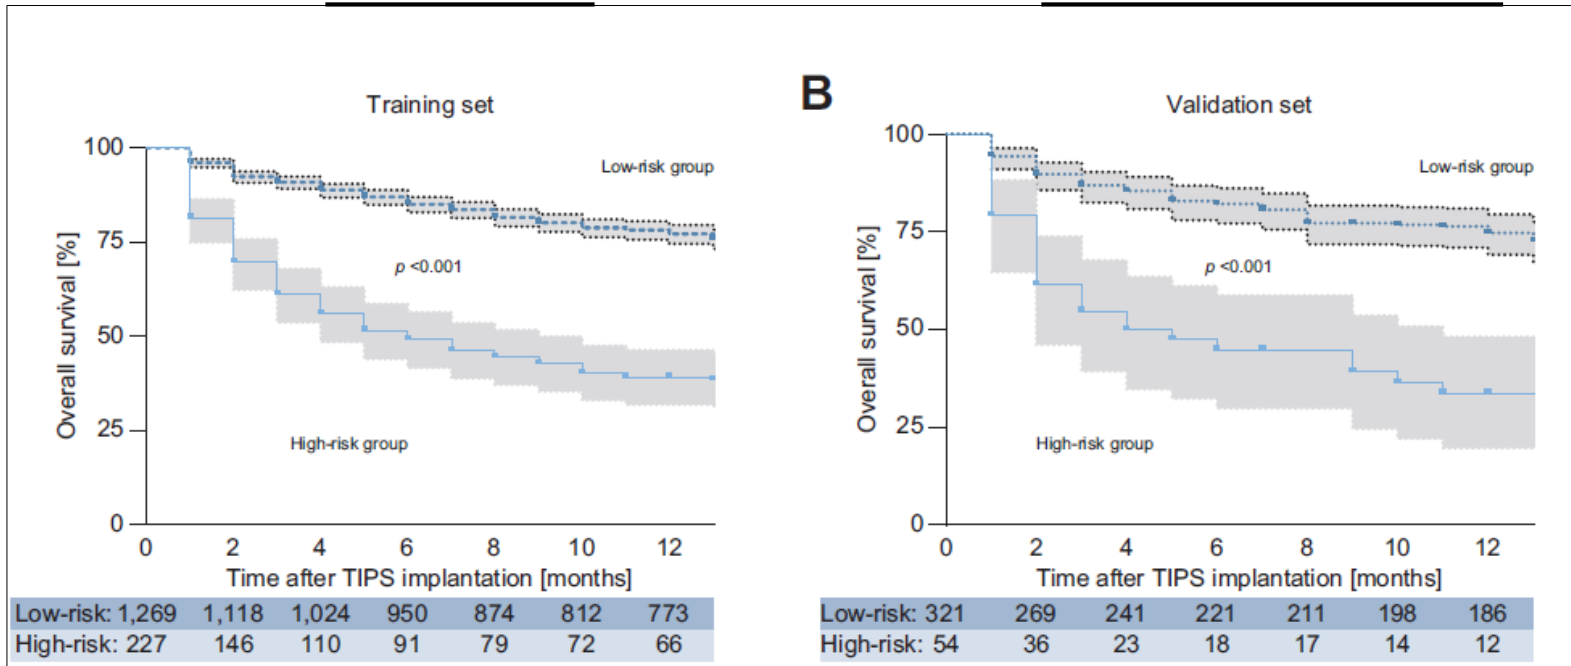 Training set
Overall survival [%]
100
75
50
25
0
Low-risk group
p <0.001
High-risk group
0 2 4 6 8 10 12
Time after TIPS implantation [months]
Low-risk: 1,269 1,118 1,024 950 874 812 773
High-risk: 227 146 110 91 79 72 66
B
Validation set
Overall survival [%]
100
75
50
25
0
Low-risk group
p <0.001
High-risk group
0 2 4 6 8 10 12
Time after TIPS implantation [months]
Low-risk: 321 269 241 221 211 198 186
High-risk: 54 36 23 18 17 14 12